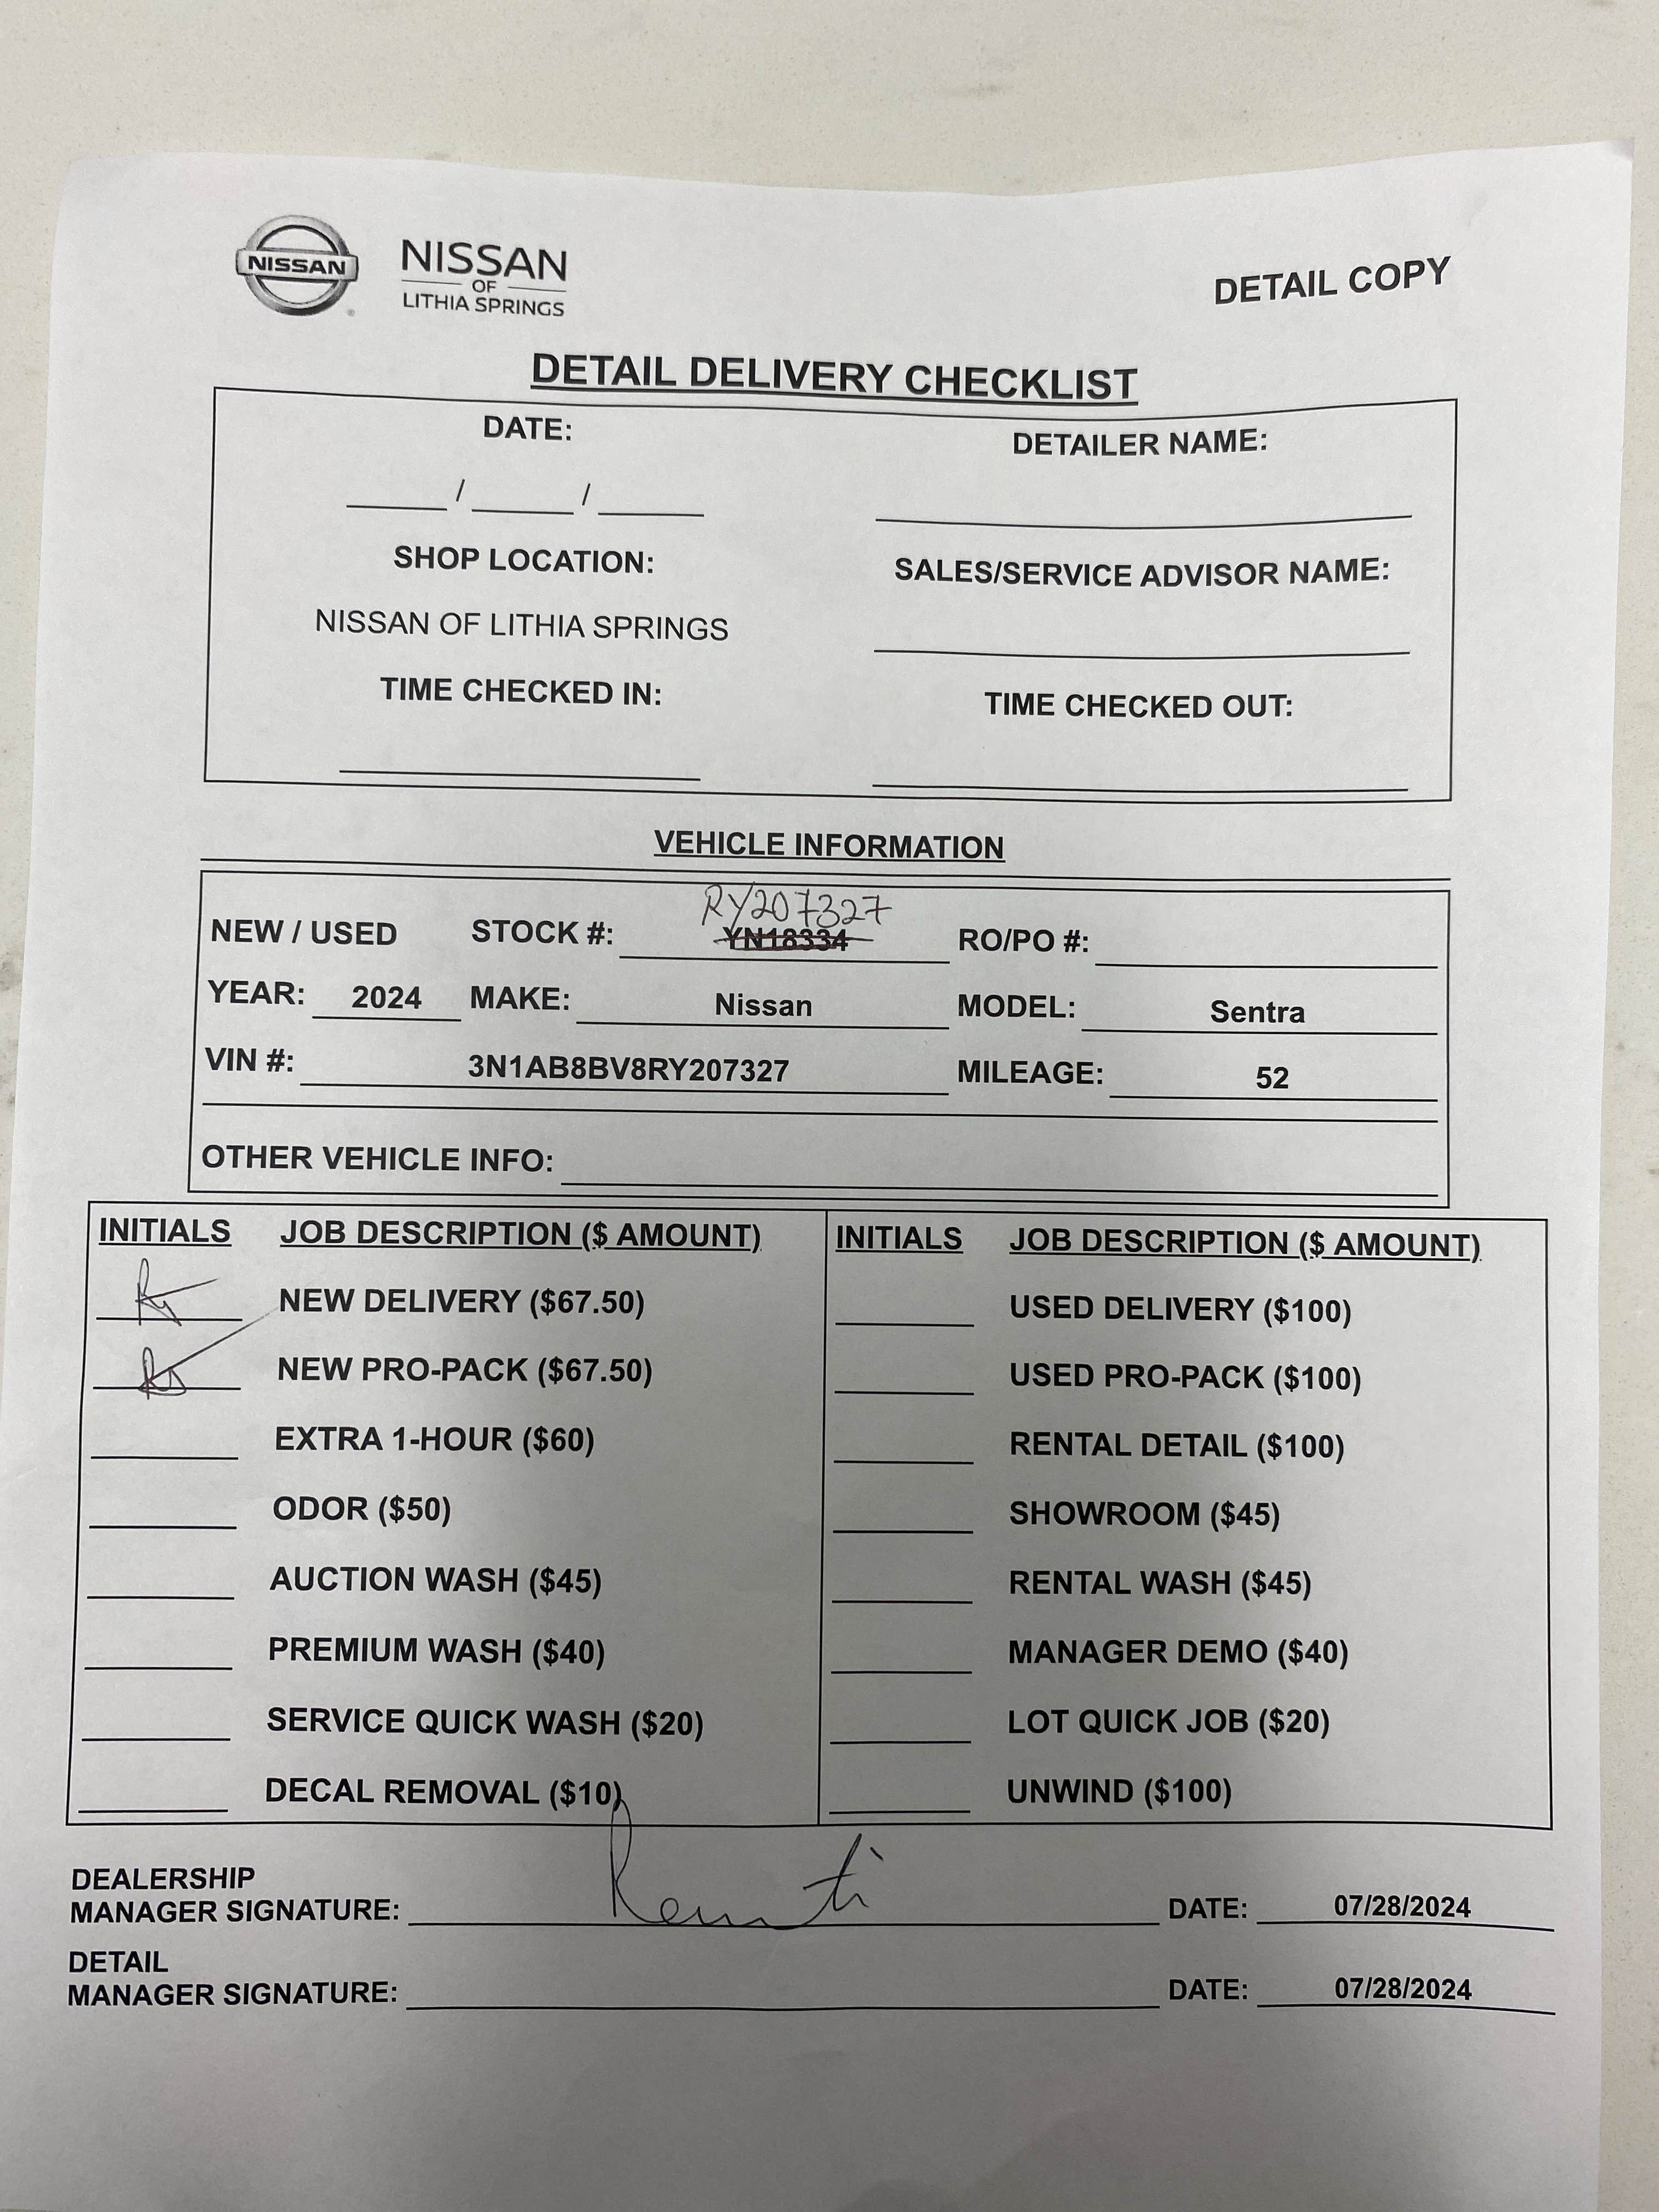 NISSAN
NISSAN
OF
LITHIA SPRINGS
DETAIL COPY
DETAIL DELIVERY CHECKLIST
DATE: DETAILER NAME:
____ / ____ / ____
SHOP LOCATION: SALES/SERVICE ADVISOR NAME:
NISSAN OF LITHIA SPRINGS
TIME CHECKED IN: TIME CHECKED OUT:
VEHICLE INFORMATION
RY207327
NEW / USED STOCK #: YN18334 RO/PO #:
YEAR: 2024 MAKE: Nissan MODEL: Sentra
VIN #: 3N1AB8BV8RY207327 MILEAGE: 52
OTHER VEHICLE INFO:
INITIALS JOB DESCRIPTION ($ AMOUNT) INITIALS JOB DESCRIPTION ($ AMOUNT)
NEW DELIVERY ($67.50) USED DELIVERY ($100)
NEW PRO-PACK ($67.50) USED PRO-PACK ($100)
EXTRA 1-HOUR ($60) RENTAL DETAIL ($100)
ODOR ($50) SHOWROOM ($45)
AUCTION WASH ($45) RENTAL WASH ($45)
PREMIUM WASH ($40) MANAGER DEMO ($40)
SERVICE QUICK WASH ($20) LOT QUICK JOB ($20)
DECAL REMOVAL ($10) UNWIND ($100)
DEALERSHIP
MANAGER SIGNATURE: DATE: 07/28/2024
DETAIL
MANAGER SIGNATURE: DATE: 07/28/2024